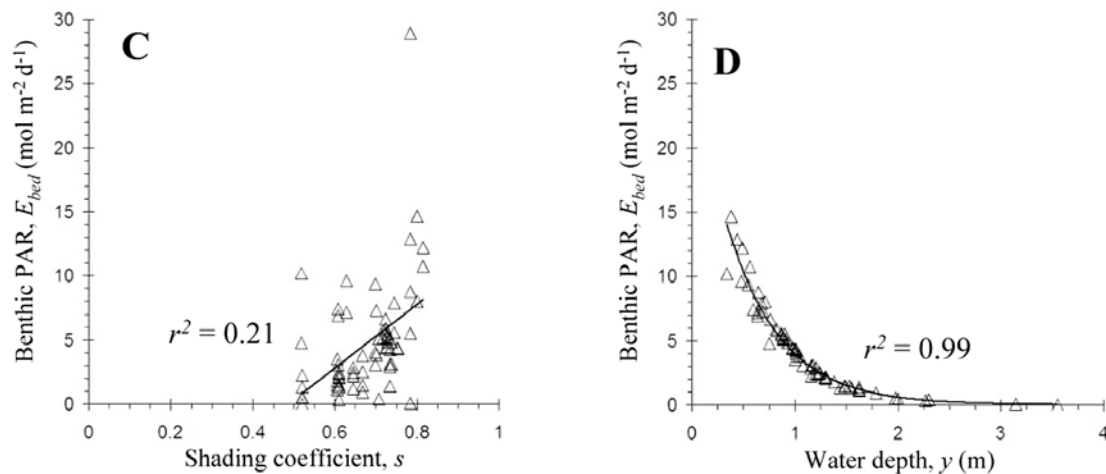 C
Benthic PAR, E_bed (mol m⁻² d⁻¹)
30
25
20
15
10
5
0
r² = 0.21
0 0.2 0.4 0.6 0.8 1
Shading coefficient, s
D
Benthic PAR, E_bed (mol m⁻² d⁻¹)
30
25
20
15
10
5
0
r² = 0.99
0 1 2 3 4
Water depth, y (m)